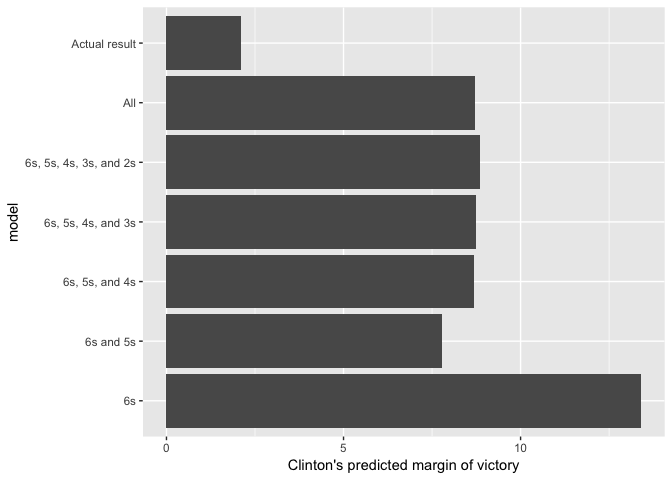 Actual result
All
6s, 5s, 4s, 3s, and 2s
6s, 5s, 4s, and 3s
6s, 5s, and 4s
6s and 5s
6s
model
0 5 10
Clinton's predicted margin of victory